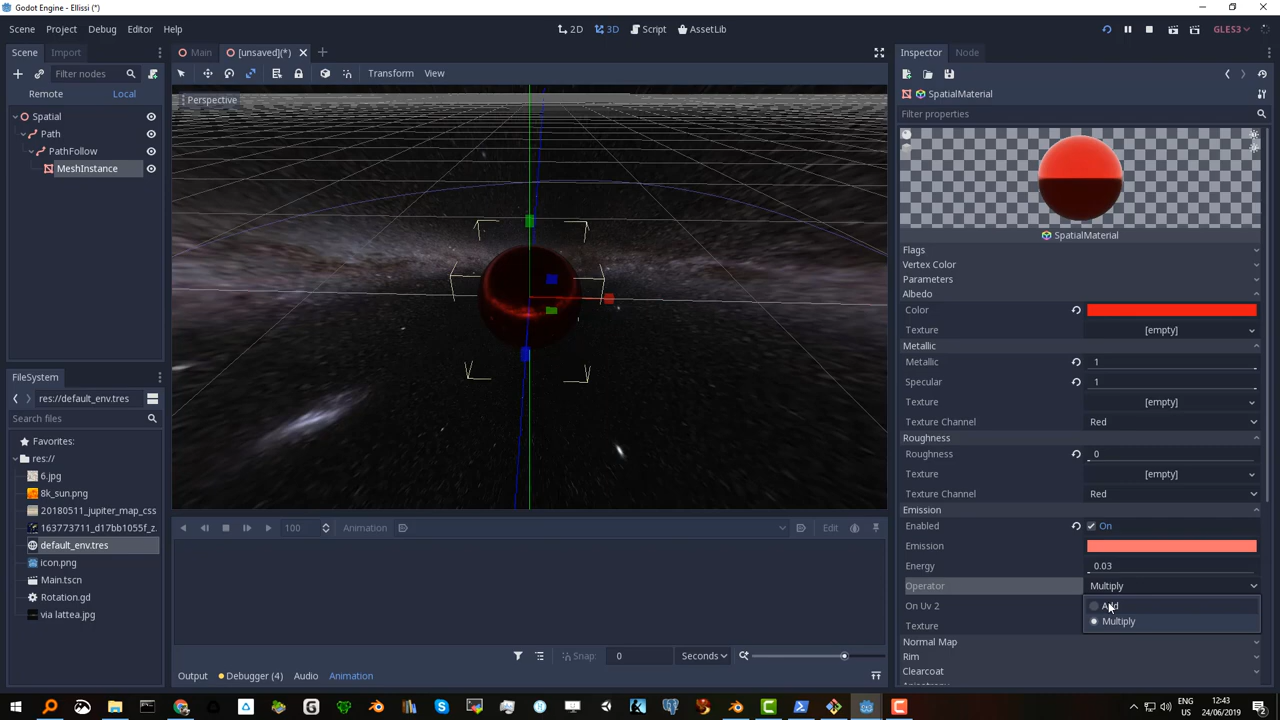 Godot Engine - Ellissi (*)
Scene Project Debug Editor Help
2D 3D Script AssetLib
GLES3
Scene Import
Main [unsaved](*)
Inspector Node
Filter nodes
Transform View
Remote Local
Perspective
SpatialMaterial
Filter properties
Spatial
Path
PathFollow
MeshInstance
SpatialMaterial
Flags
Vertex Color
Parameters
Albedo
Color
Texture [empty]
Metallic
Metallic 1
Specular 1
Texture [empty]
Texture Channel Red
Roughness
Roughness 0
Texture [empty]
Texture Channel Red
Emission
Enabled On
Emission
Energy 0.03
Operator Multiply
On Uv 2
Add
Multiply
Texture
Normal Map
Rim
Clearcoat
FileSystem
res://default_env.tres
Search files
Favorites:
res://
6.jpg
8k_sun.png
20180511_jupiter_map_css
163773711_d17bb1055f_z.
default_env.tres
icon.png
Main.tscn
Rotation.gd
via lattea.jpg
100 Animation Edit
Snap: 0 Seconds
Output Debugger (4) Audio Animation
ENG
US
12:43
24/06/2019
2